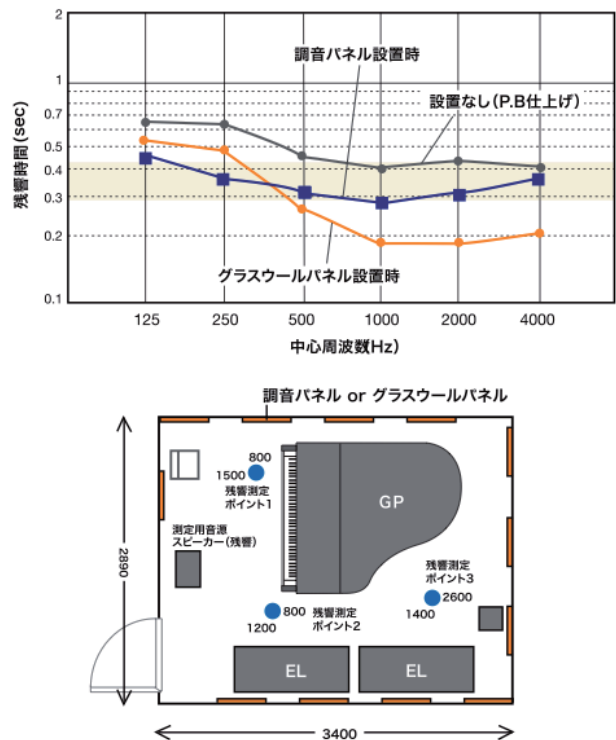 2
1
0.7
0.5
0.4
0.3
0.2
0.1
残響時間(sec)
調音パネル設置時
設置なし(P.B仕上げ)
グラスウールパネル設置時
125 250 500 1000 2000 4000
中心周波数(Hz)
調音パネル or グラスウールパネル
800
1500
残響測定
ポイント1
GP
測定用音源
スピーカー(残響)
残響測定
ポイント3
2600
1400
800
1200
残響測定
ポイント2
EL
EL
2890
3400